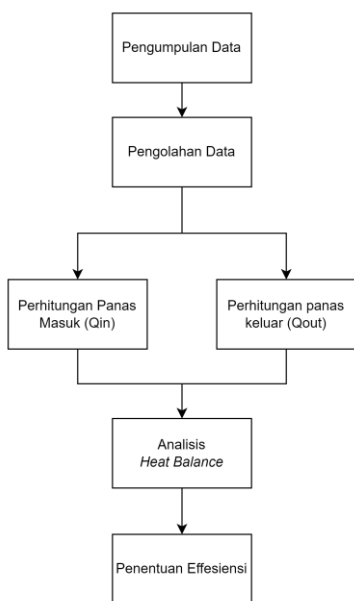 Pengumpulan Data
Pengolahan Data
Perhitungan Panas
Masuk (Qin)
Perhitungan panas
keluar (Qout)
Analisis
Heat Balance
Penentuan Effesiensi